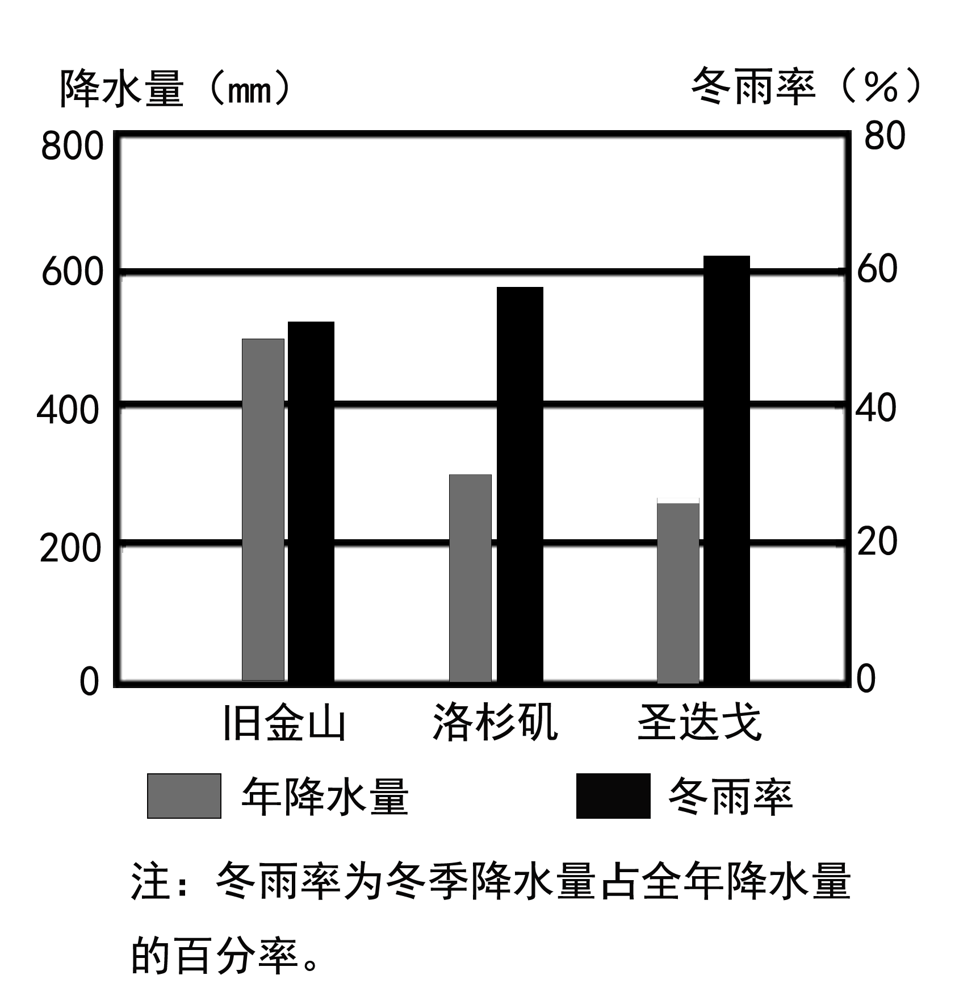 降水量（mm） 冬雨率（%）
800 80
600 60
400 40
200 20
0 0
旧金山 洛杉矶 圣迭戈
年降水量 冬雨率
注：冬雨率为冬季降水量占全年降水量
的百分率。